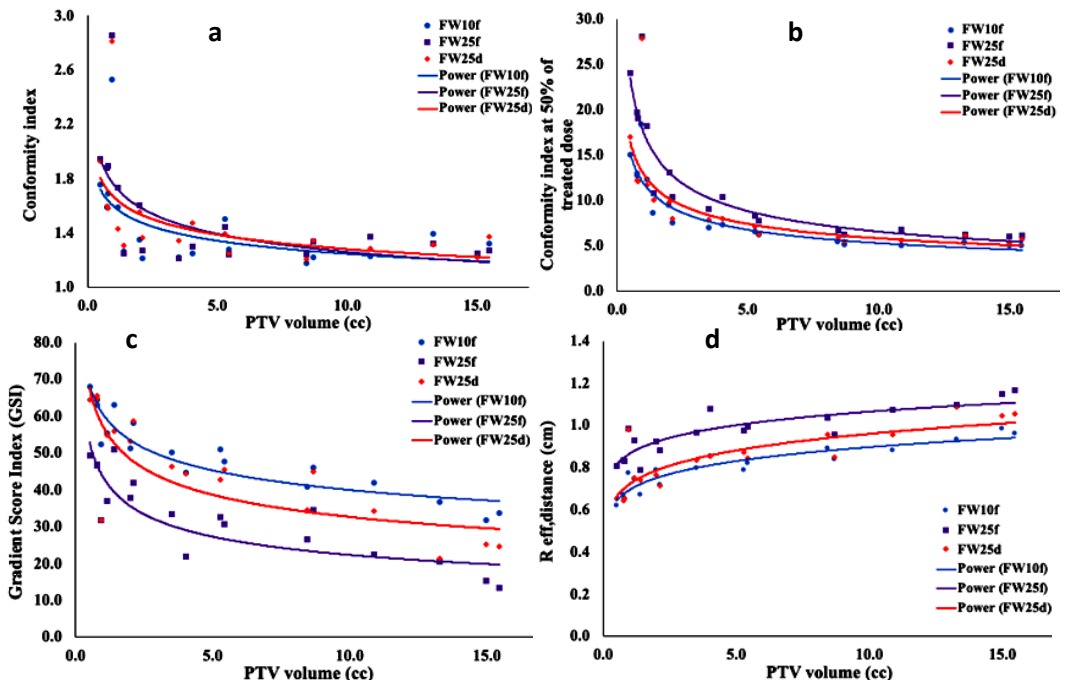 a
3.0
2.6
2.2
1.8
1.4
1.0
0.0
5.0
10.0
15.0
Conformity index
PTV volume (cc)
FW10f
FW25f
FW25d
Power (FW10f)
Power (FW25f)
Power (FW25d)
b
30.0
25.0
20.0
15.0
10.0
5.0
0.0
0.0
5.0
10.0
15.0
Conformity index at 50% of
treated dose
PTV volume (cc)
FW10f
FW25f
FW25d
Power (FW10f)
Power (FW25f)
Power (FW25d)
c
80.0
70.0
60.0
50.0
40.0
30.0
20.0
10.0
0.0
0.0
5.0
10.0
15.0
Gradient Score Index (GSI)
PTV volume (cc)
FW10f
FW25f
FW25d
Power (FW10f)
Power (FW25f)
Power (FW25d)
d
1.4
1.2
1.0
0.8
0.6
0.4
0.2
0.0
0.0
5.0
10.0
15.0
R eff,distance (cm)
PTV volume (cc)
FW10f
FW25f
FW25d
Power (FW10f)
Power (FW25f)
Power (FW25d)